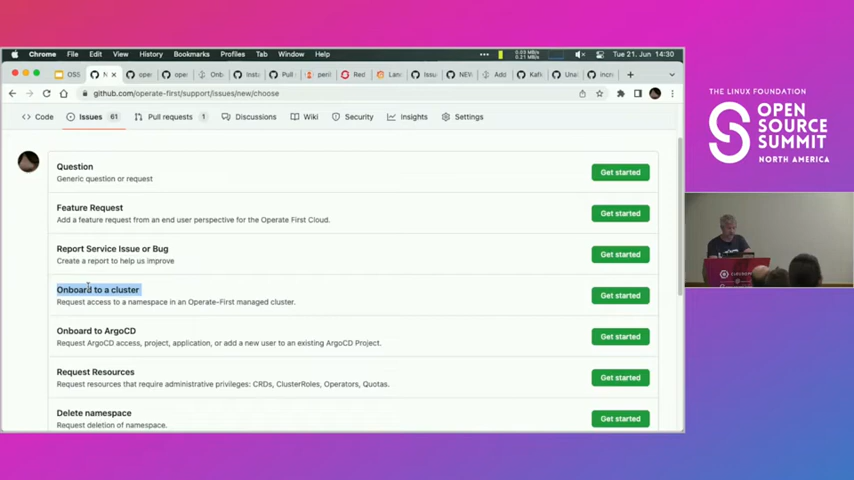 Chrome File Edit View History Bookmarks Profiles Tab Window Help Tue 21. Jun 14:30
OSS
github.com/operate-first/support/issues/new/choose
Code Issues 61 Pull requests 1 Discussions Wiki Security Insights Settings
Question
Generic question or request
Get started
Feature Request
Add a feature request from an end user perspective for the Operate First Cloud.
Get started
Report Service Issue or Bug
Create a report to help us improve
Get started
Onboard to a cluster
Request access to a namespace in an Operate-First managed cluster.
Get started
Onboard to ArgoCD
Request ArgoCD access, project, application, or add a new user to an existing ArgoCD Project.
Get started
Request Resources
Request resources that require administrative privileges: CRDs, ClusterRoles, Operators, Quotas.
Get started
Delete namespace
Request deletion of namespace.
Get started
THE LINUX FOUNDATION
OPEN
SOURCE
SUMMIT
NORTH AMERICA